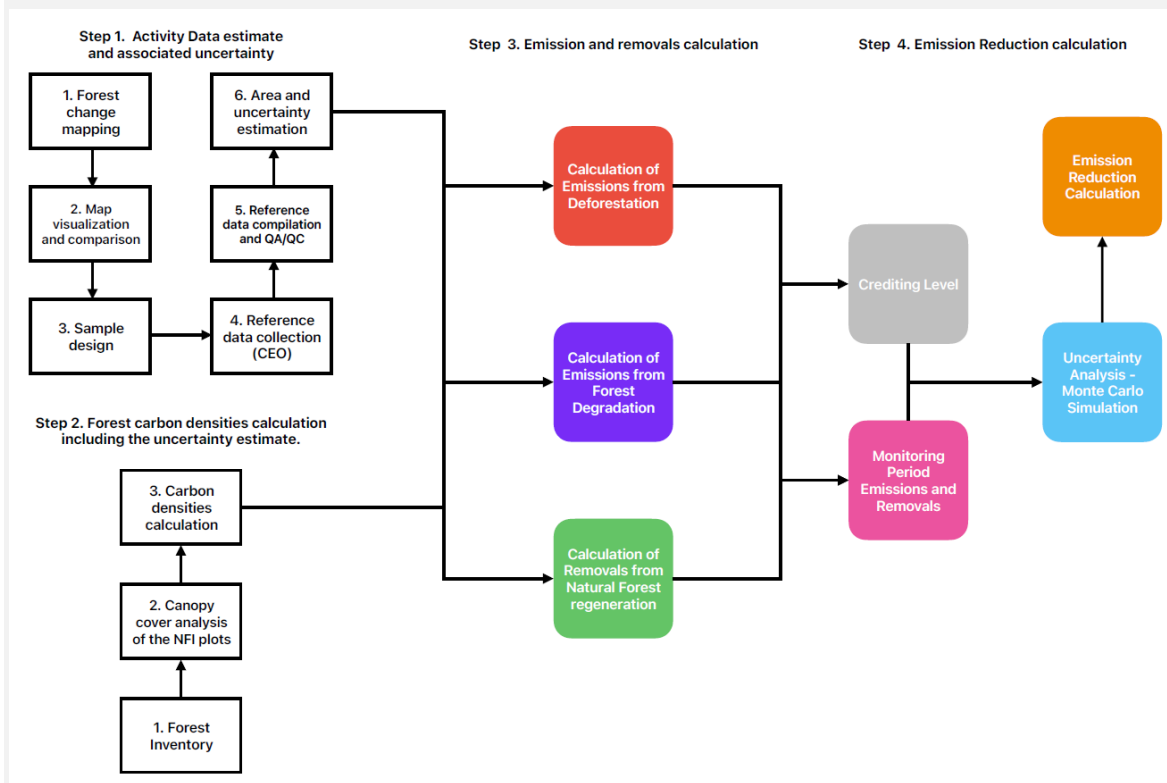 Step 1. Activity Data estimate
and associated uncertainty
1. Forest
change
mapping
2. Map
visualization
and comparison
3. Sample
design
4. Reference
data collection
(CEO)
5. Reference
data compilation
and QA/QC
6. Area and
uncertainty
estimation
Step 2. Forest carbon densities calculation
including the uncertainty estimate.
3. Carbon
densities
calculation
2. Canopy
cover analysis
of the NFI plots
1. Forest
Inventory
Step 3. Emission and removals calculation
Calculation of
Emissions from
Deforestation
Calculation of
Emissions from
Forest
Degradation
Calculation of
Removals from
Natural Forest
regeneration
Step 4. Emission Reduction calculation
Crediting Level
Monitoring
Period
Emissions and
Removals
Uncertainty
Analysis -
Monte Carlo
Simulation
Emission
Reduction
Calculation